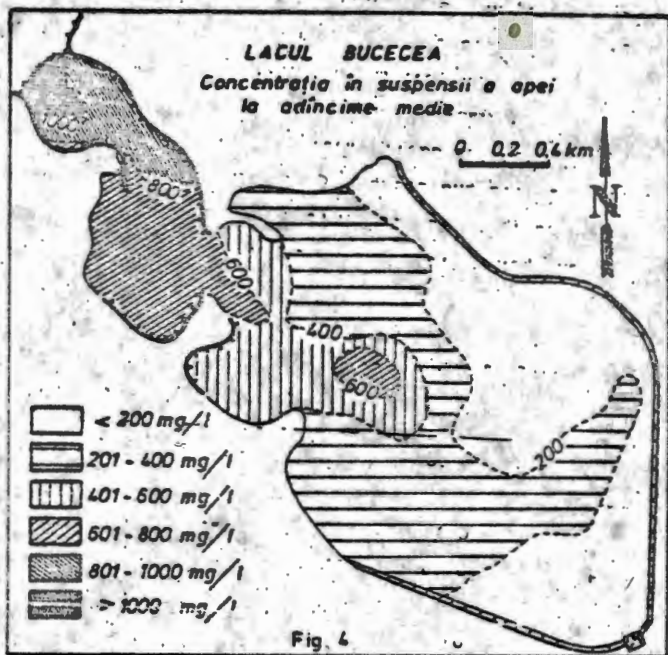 LACUL BUCECEA
Concentrația în suspensii a apei
la adîncime medie
0 0.2 0.4 km
N
1000
800
600
400
600
200
< 200 mg/l
201 - 400 mg/l
401 - 600 mg/l
601 - 800 mg/l
801 - 1000 mg/l
> 1000 mg/l
Fig. 4